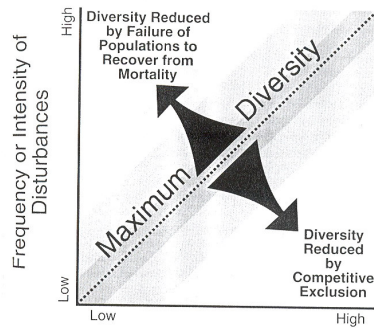 High
Diversity Reduced
by Failure of
Populations to
Recover from
Mortality
Frequency or Intensity of
Disturbances
Maximum Diversity
Diversity
Reduced
by
Competitive
Exclusion
Low
Low
High